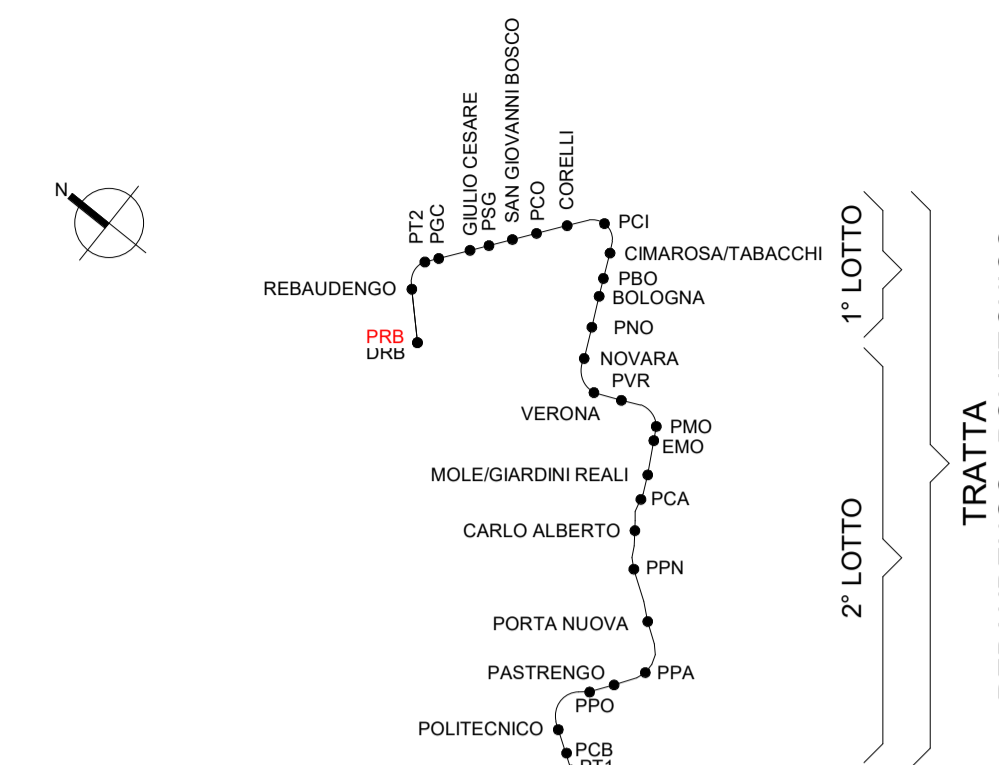 N
PT2
PGC
GIULIO CESARE
PSG
SAN GIOVANNI BOSCO
PCO
CORELLI
PCI
CIMAROSA/TABACCHI
PBO
BOLOGNA
PNO
NOVARA
PVR
VERONA
PMO
EMO
MOLE/GIARDINI REALI
PCA
CARLO ALBERTO
PPN
PORTA NUOVA
PASTRENGO
PPA
PPO
POLITECNICO
PCB
PT1
REBAUDENGO
PRB
DRB
1° LOTTO
2° LOTTO
TRATTA